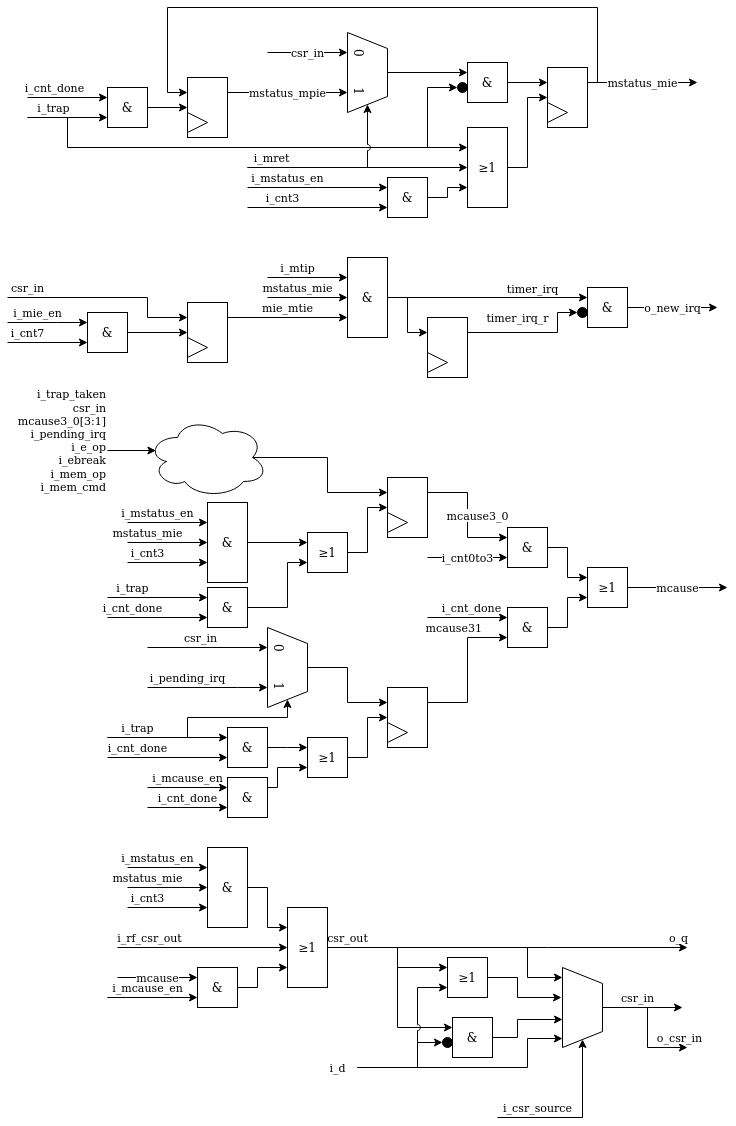 csr_in
0
i_cnt_done
mstatus_mie
&
&
mstatus_mpie
1
i_trap
&
i_mret
≥1
i_mstatus_en
&
i_cnt3
i_mtip
csr_in
mstatus_mie
timer_irq
&
mie_mtie
o_new_irq
&
i_mie_en
timer_irq_r
&
i_cnt7
i_trap_taken
csr_in
mcause3_0[3:1]
i_pending_irq
i_e_op
i_ebreak
i_mem_op
i_mem_cmd
i_mstatus_en
mcause3_0
mstatus_mie
&
&
i_cnt3
≥1
i_cnt0to3
i_trap
≥1
mcause
&
i_cnt_done
i_cnt_done
mcause31
&
csr_in
0
i_pending_irq
1
i_trap
&
i_cnt_done
≥1
i_mcause_en
&
i_cnt_done
i_mstatus_en
mstatus_mie
&
i_cnt3
i_rf_csr_out
≥1
csr_out
o_q
mcause
i_mcause_en
&
≥1
csr_in
&
o_csr_in
i_d
i_csr_source